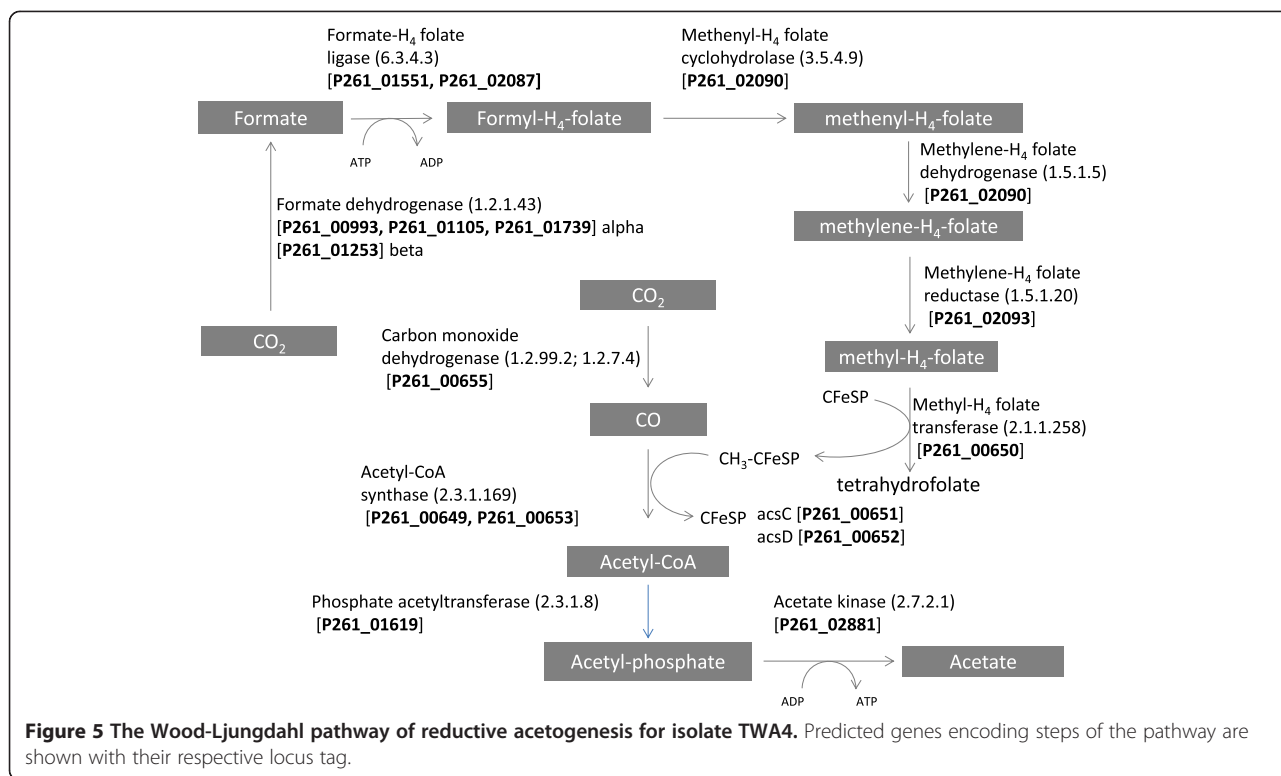 Formate-H4 folate
ligase (6.3.4.3)
[P261_01551, P261_02087]
Methenyl-H4 folate
cyclohydrolase (3.5.4.9)
[P261_02090]
Formate
Formyl-H4-folate
methenyl-H4-folate
ATP
ADP
Methylene-H4 folate
dehydrogenase (1.5.1.5)
[P261_02090]
Formate dehydrogenase (1.2.1.43)
[P261_00993, P261_01105, P261_01739] alpha
[P261_01253] beta
methylene-H4-folate
Methylene-H4 folate
reductase (1.5.1.20)
[P261_02093]
CO2
CO2
Carbon monoxide
dehydrogenase (1.2.99.2; 1.2.7.4)
[P261_00655]
methyl-H4-folate
CFeSP
Methyl-H4 folate
transferase (2.1.1.258)
[P261_00650]
CO
CH3-CFeSP
tetrahydrofolate
Acetyl-CoA
synthase (2.3.1.169)
[P261_00649, P261_00653]
CFeSP
acsC [P261_00651]
acsD [P261_00652]
Acetyl-CoA
Phosphate acetyltransferase (2.3.1.8)
[P261_01619]
Acetate kinase (2.7.2.1)
[P261_02881]
Acetyl-phosphate
Acetate
ADP
ATP
Figure 5 The Wood-Ljungdahl pathway of reductive acetogenesis for isolate TWA4. Predicted genes encoding steps of the pathway are
shown with their respective locus tag.